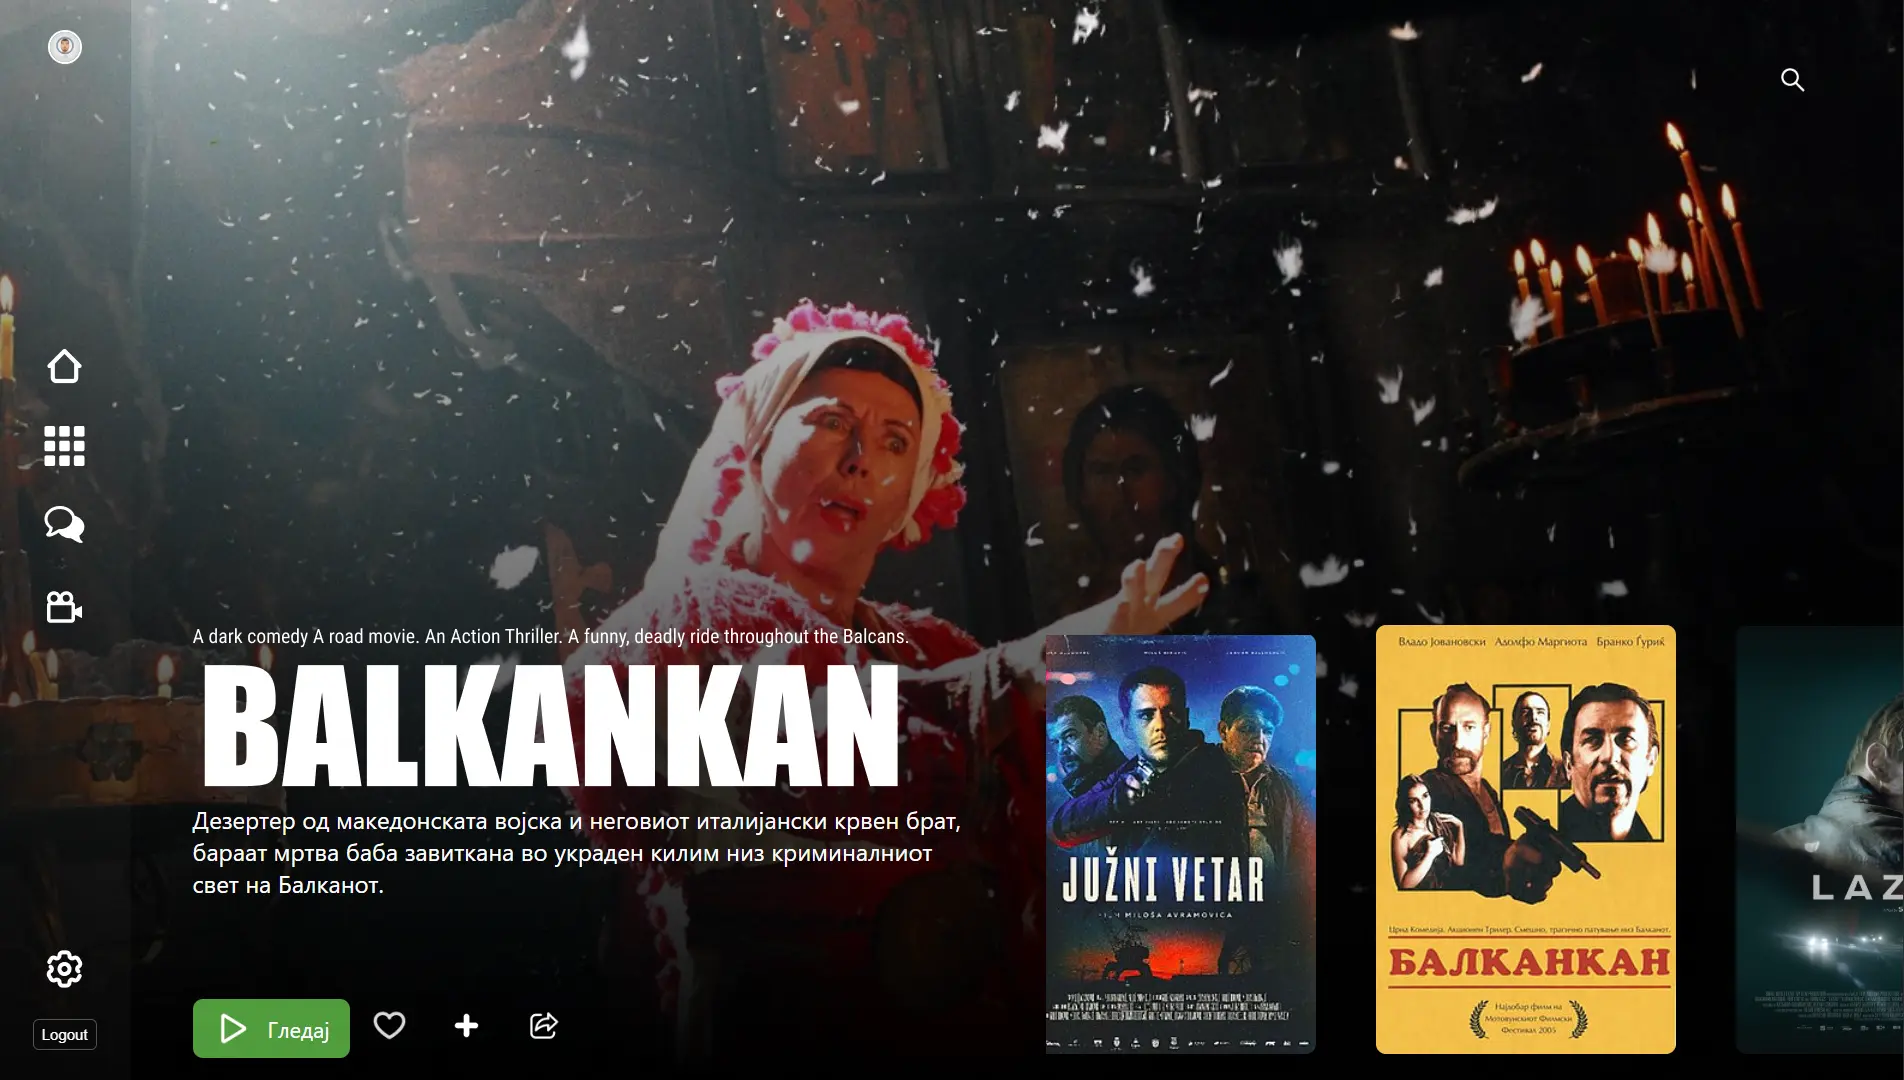 A dark comedy A road movie. An Action Thriller. A funny, deadly ride throughout the Balcans.
BALKANKAN
Дезертер од македонската војска и неговиот италијански крвен брат,
бараат мртва баба завиткана во украден килим низ криминалниот
свет на Балканот.
Гледај
Logout
JUŽNI VETAR
FILM MILOŠA AVRAMOVIĆA
Владо Јовановски Адолфо Маргиота Бранко Ѓуриќ
Црна Комедија. Акционен Трилер. Смешно, трагично патување низ Балканот.
БАЛКАНКАН
Најдобар филм на
Мотовунскиот Филмски
Фестивал 2005
LAZ